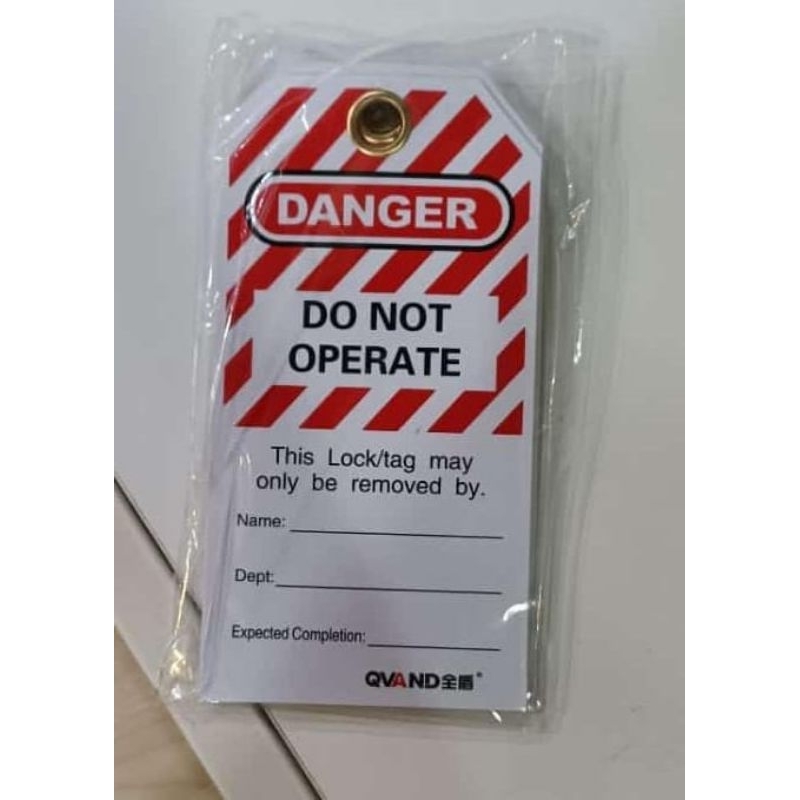 DANGER
DO NOT
OPERATE
This Lock/tag may
only be removed by.
Name:
Dept:
Expected Completion:
QVAND全盾®